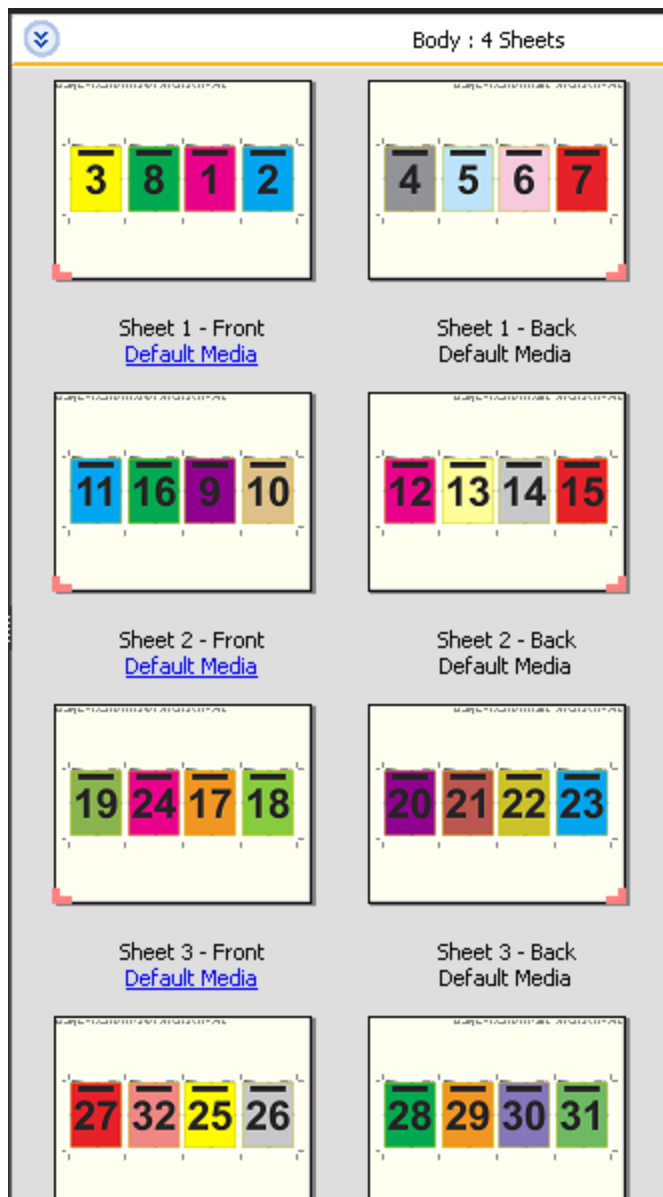 Body : 4 Sheets
3 8 1 2
4 5 6 7
Sheet 1 - Front
Default Media
Sheet 1 - Back
Default Media
11 16 9 10
12 13 14 15
Sheet 2 - Front
Default Media
Sheet 2 - Back
Default Media
19 24 17 18
20 21 22 23
Sheet 3 - Front
Default Media
Sheet 3 - Back
Default Media
27 32 25 26
28 29 30 31